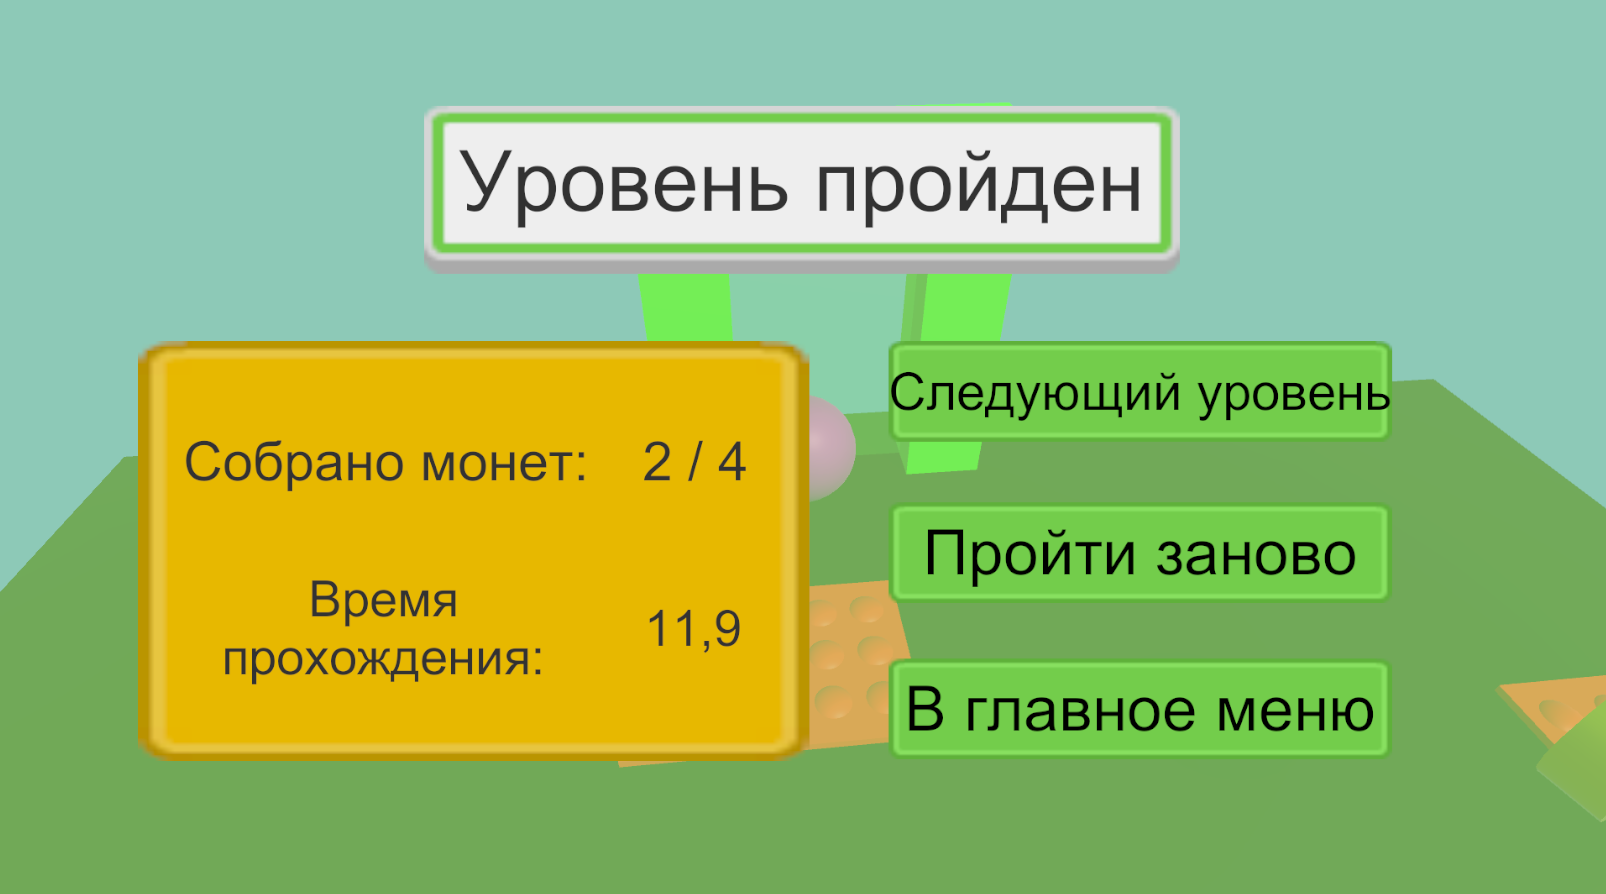 Уровень пройден
Собрано монет: 2 / 4
Время
прохождения: 11,9
Следующий уровень
Пройти заново
В главное меню